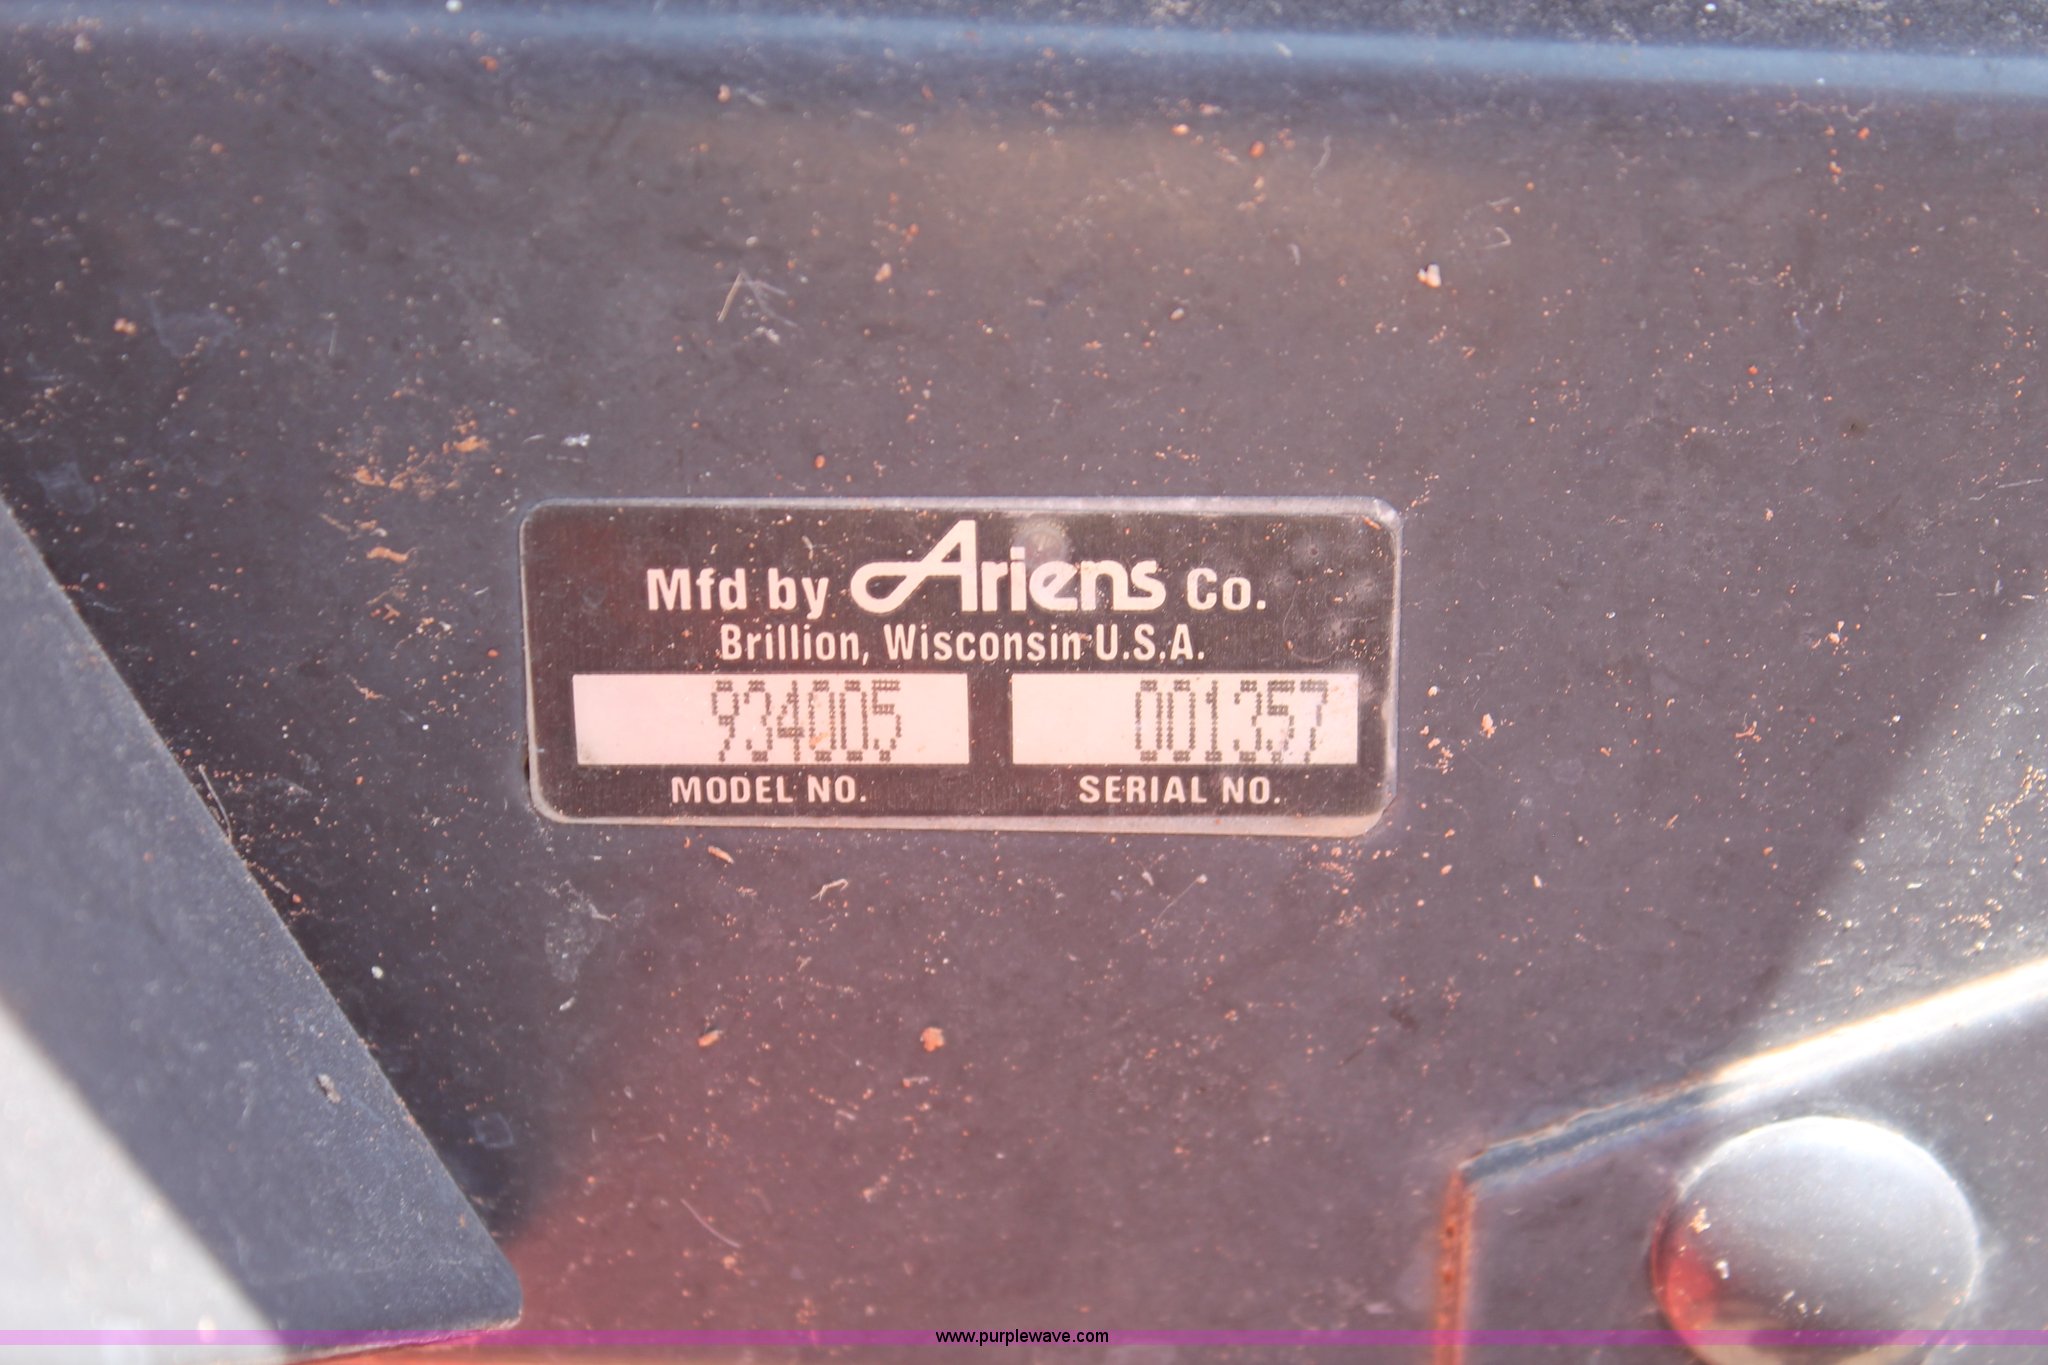 Mfd by Ariens Co.
Brillion, Wisconsin U.S.A.
934005 001357
MODEL NO. SERIAL NO.
www.purplewave.com